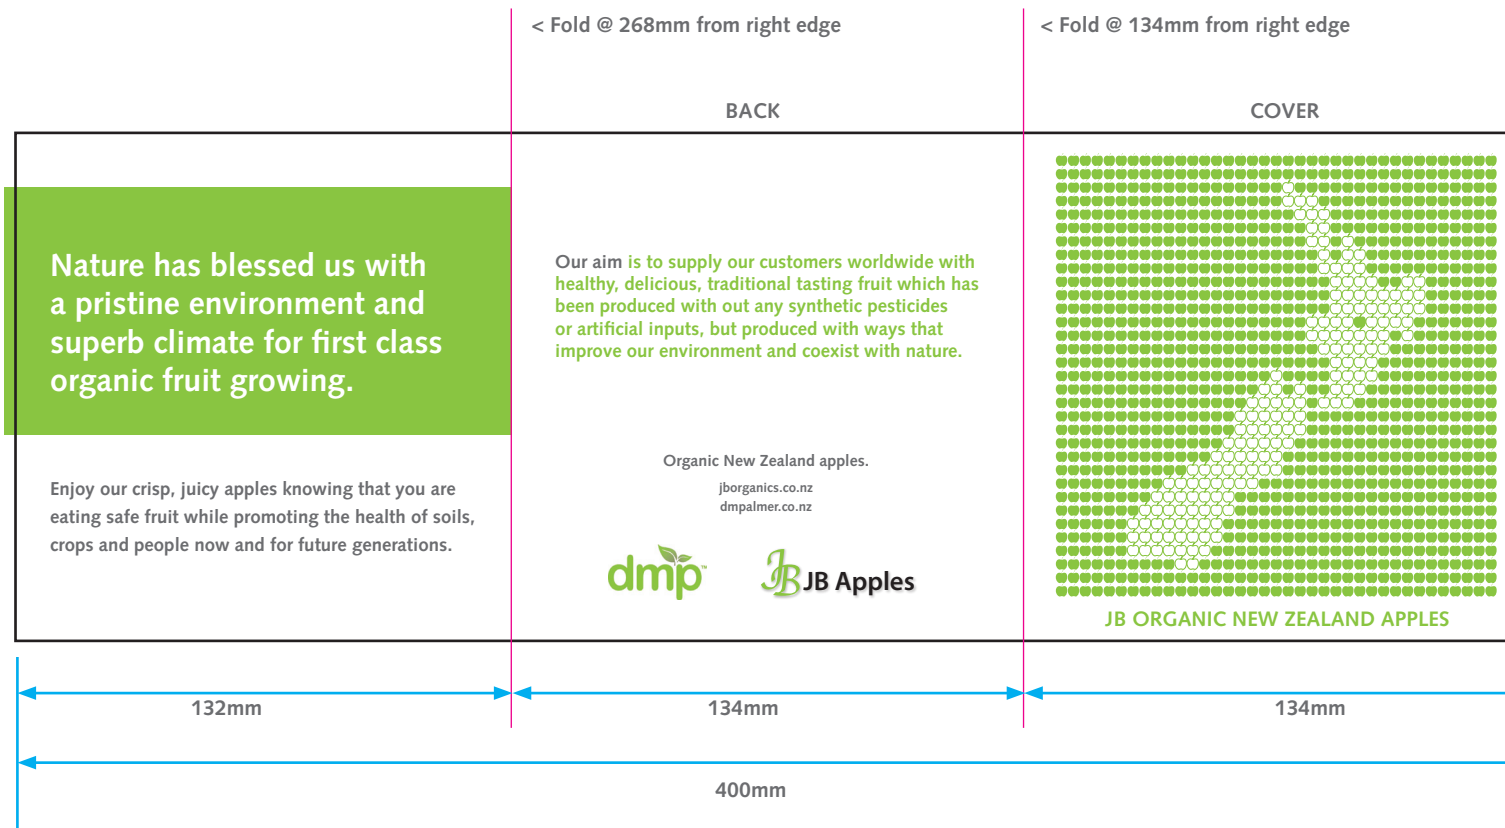 < Fold @ 268mm from right edge
< Fold @ 134mm from right edge
BACK
COVER
Nature has blessed us with
a pristine environment and
superb climate for first class
organic fruit growing.
Enjoy our crisp, juicy apples knowing that you are
eating safe fruit while promoting the health of soils,
crops and people now and for future generations.
Our aim is to supply our customers worldwide with
healthy, delicious, traditional tasting fruit which has
been produced with out any synthetic pesticides
or artificial inputs, but produced with ways that
improve our environment and coexist with nature.
Organic New Zealand apples.
jborganics.co.nz
dmpalmer.co.nz
dmp™
JB JB Apples
JB ORGANIC NEW ZEALAND APPLES
132mm
134mm
134mm
400mm